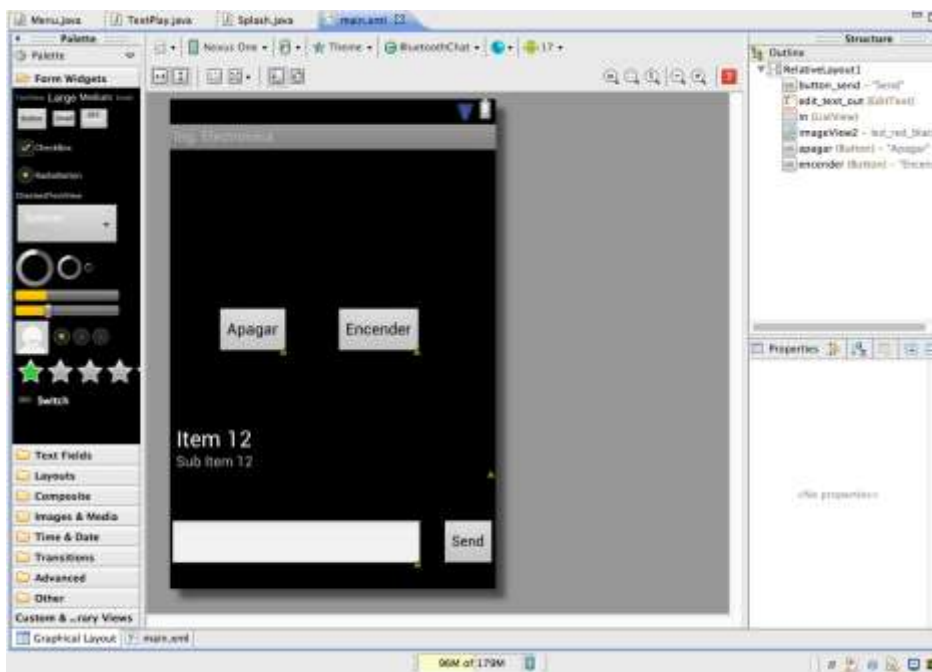 Menu.java
TextPlay.java
Splash.java
main.xml
Palette
Palette
Form Widgets
Large Medium
CheckBox
RadioButton
CheckedTextView
Switch
Text Fields
Layouts
Composite
Images & Media
Time & Date
Transitions
Advanced
Other
Custom & ...rary Views
Graphical Layout
main.xml
Nexus One
Theme
BluetoothChat
17
Apagar
Encender
Item 12
Sub Item 12
Send
Structure
Outline
RelativeLayout1
button_send - "Send"
edit_text_out (EditText)
in (ListView)
imageView2 -
apagar (Button) - "Apagar"
encender (Button) - "Encen
Properties
<No properties>
96M of 179M